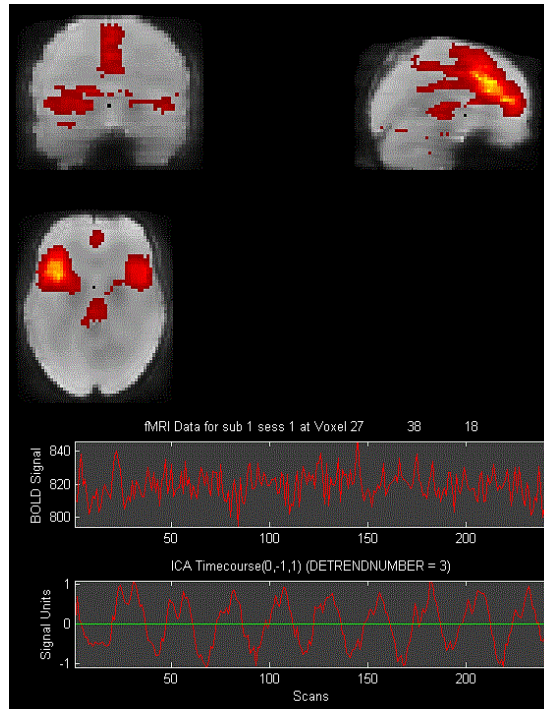 fMRI Data for sub 1 sess 1 at Voxel 27 38 18
BOLD Signal
840
820
800
50 100 150 200
ICA Timecourse(0,-1,1) (DETRENDNUMBER = 3)
Signal Units
1
0
-1
50 100 150 200
Scans